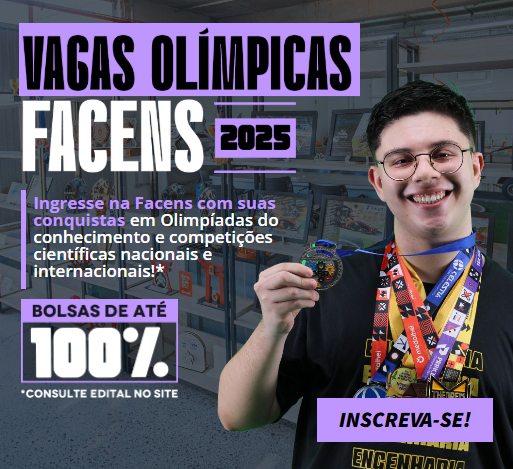 VAGAS OLÍMPICAS
FACENS
2025
Ingresse na Facens com suas
conquistas em Olimpíadas do
conhecimento e competições
científicas nacionais e
internacionais!*
BOLSAS DE ATÉ
100%.
*CONSULTE EDITAL NO SITE
INSCREVA-SE!
ENGENHARIA